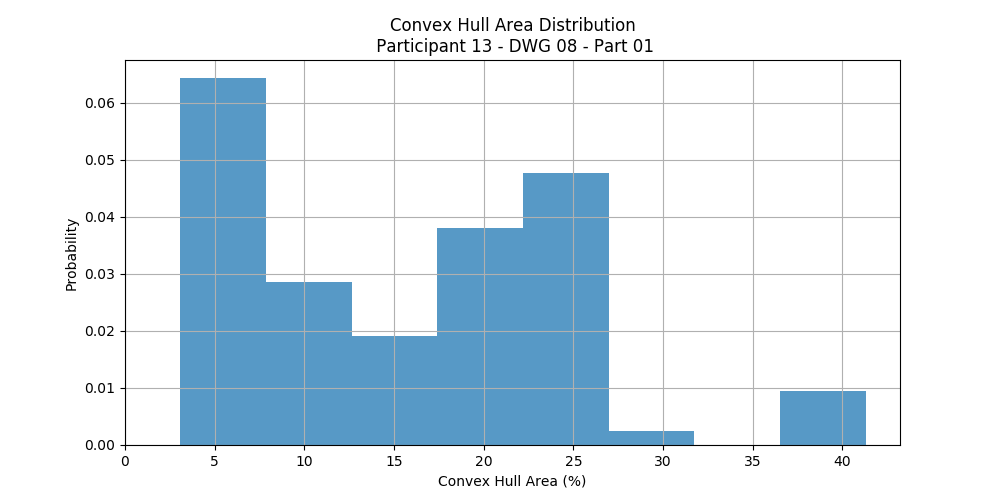 Convex Hull Area Distribution
Participant 13 - DWG 08 - Part 01
0.06
0.05
0.04
0.03
0.02
0.01
0.00
Probability
0 5 10 15 20 25 30 35 40
Convex Hull Area (%)